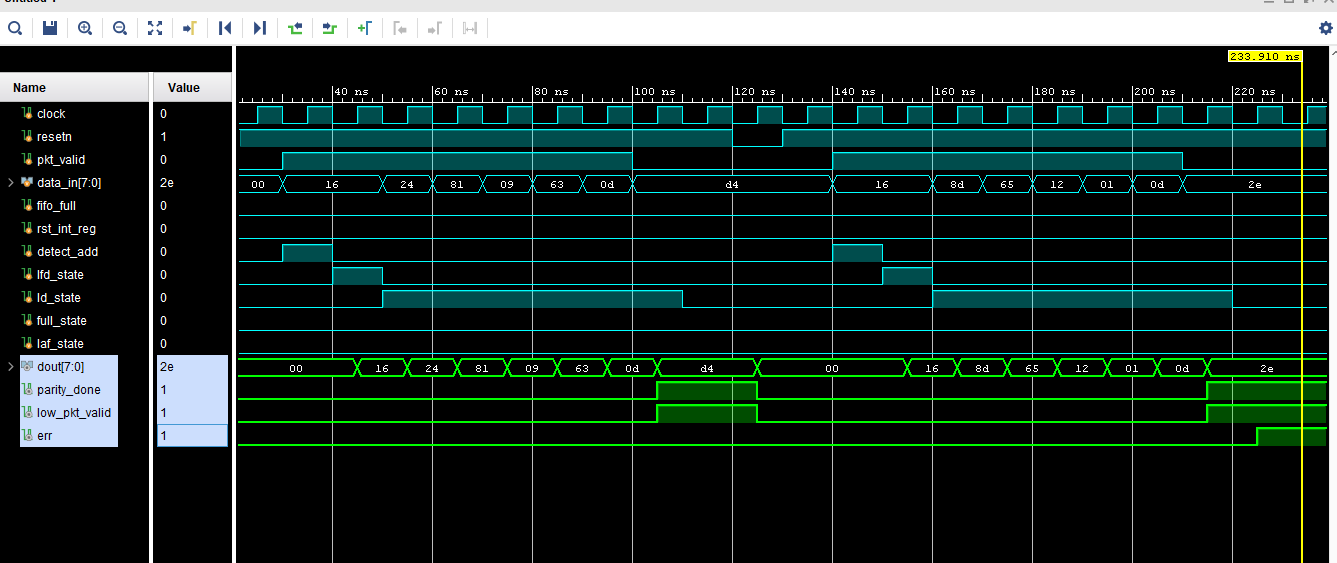 233.910 ns
Name Value
40 ns 60 ns 80 ns 100 ns 120 ns 140 ns 160 ns 180 ns 200 ns 220 ns
clock 0
resetn 1
pkt_valid 0
data_in[7:0] 2e 00 16 24 81 09 63 0d d4 16 8d 65 12 01 0d 2e
fifo_full 0
rst_int_reg 0
detect_add 0
lfd_state 0
ld_state 0
full_state 0
laf_state 0
dout[7:0] 2e 00 16 24 81 09 63 0d d4 00 16 8d 65 12 01 0d 2e
parity_done 1
low_pkt_valid 1
err 1